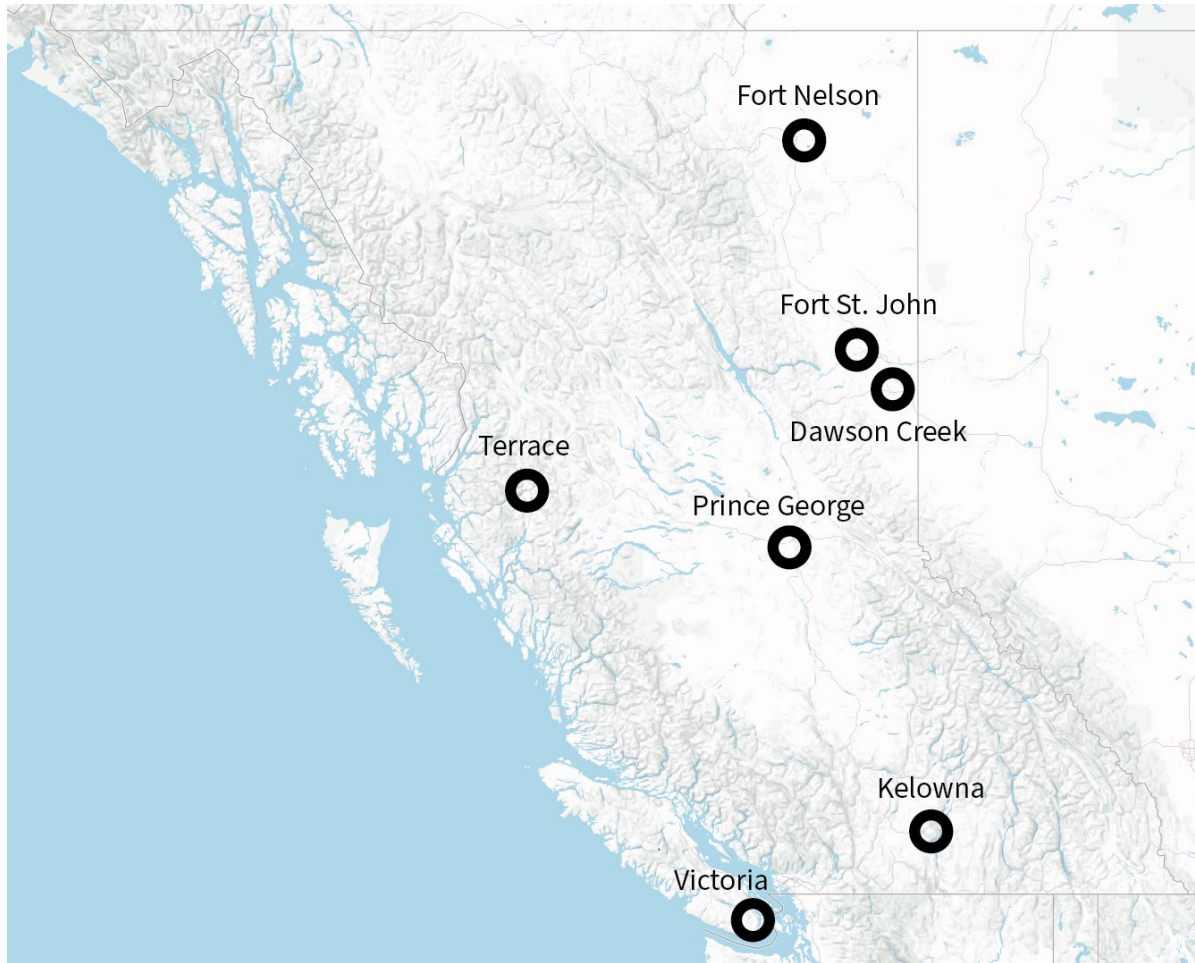 Fort Nelson
Fort St. John
Dawson Creek
Terrace
Prince George
Kelowna
Victoria